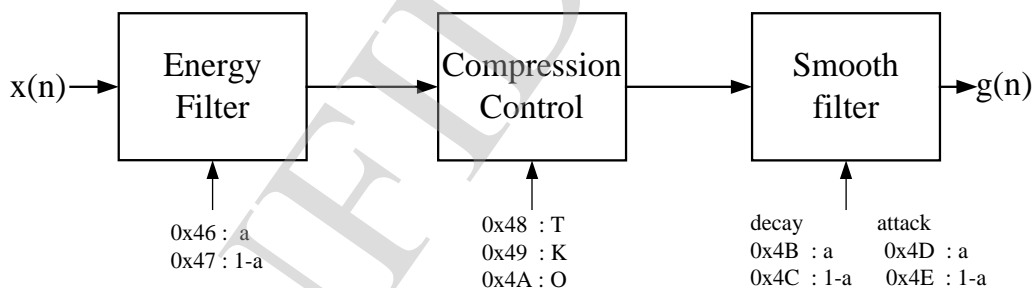 x(n)
Energy
Filter
Compression
Control
Smooth
filter
g(n)
0x46 : a
0x47 : 1-a
0x48 : T
0x49 : K
0x4A : O
decay attack
0x4B : a 0x4D : a
0x4C : 1-a 0x4E : 1-a